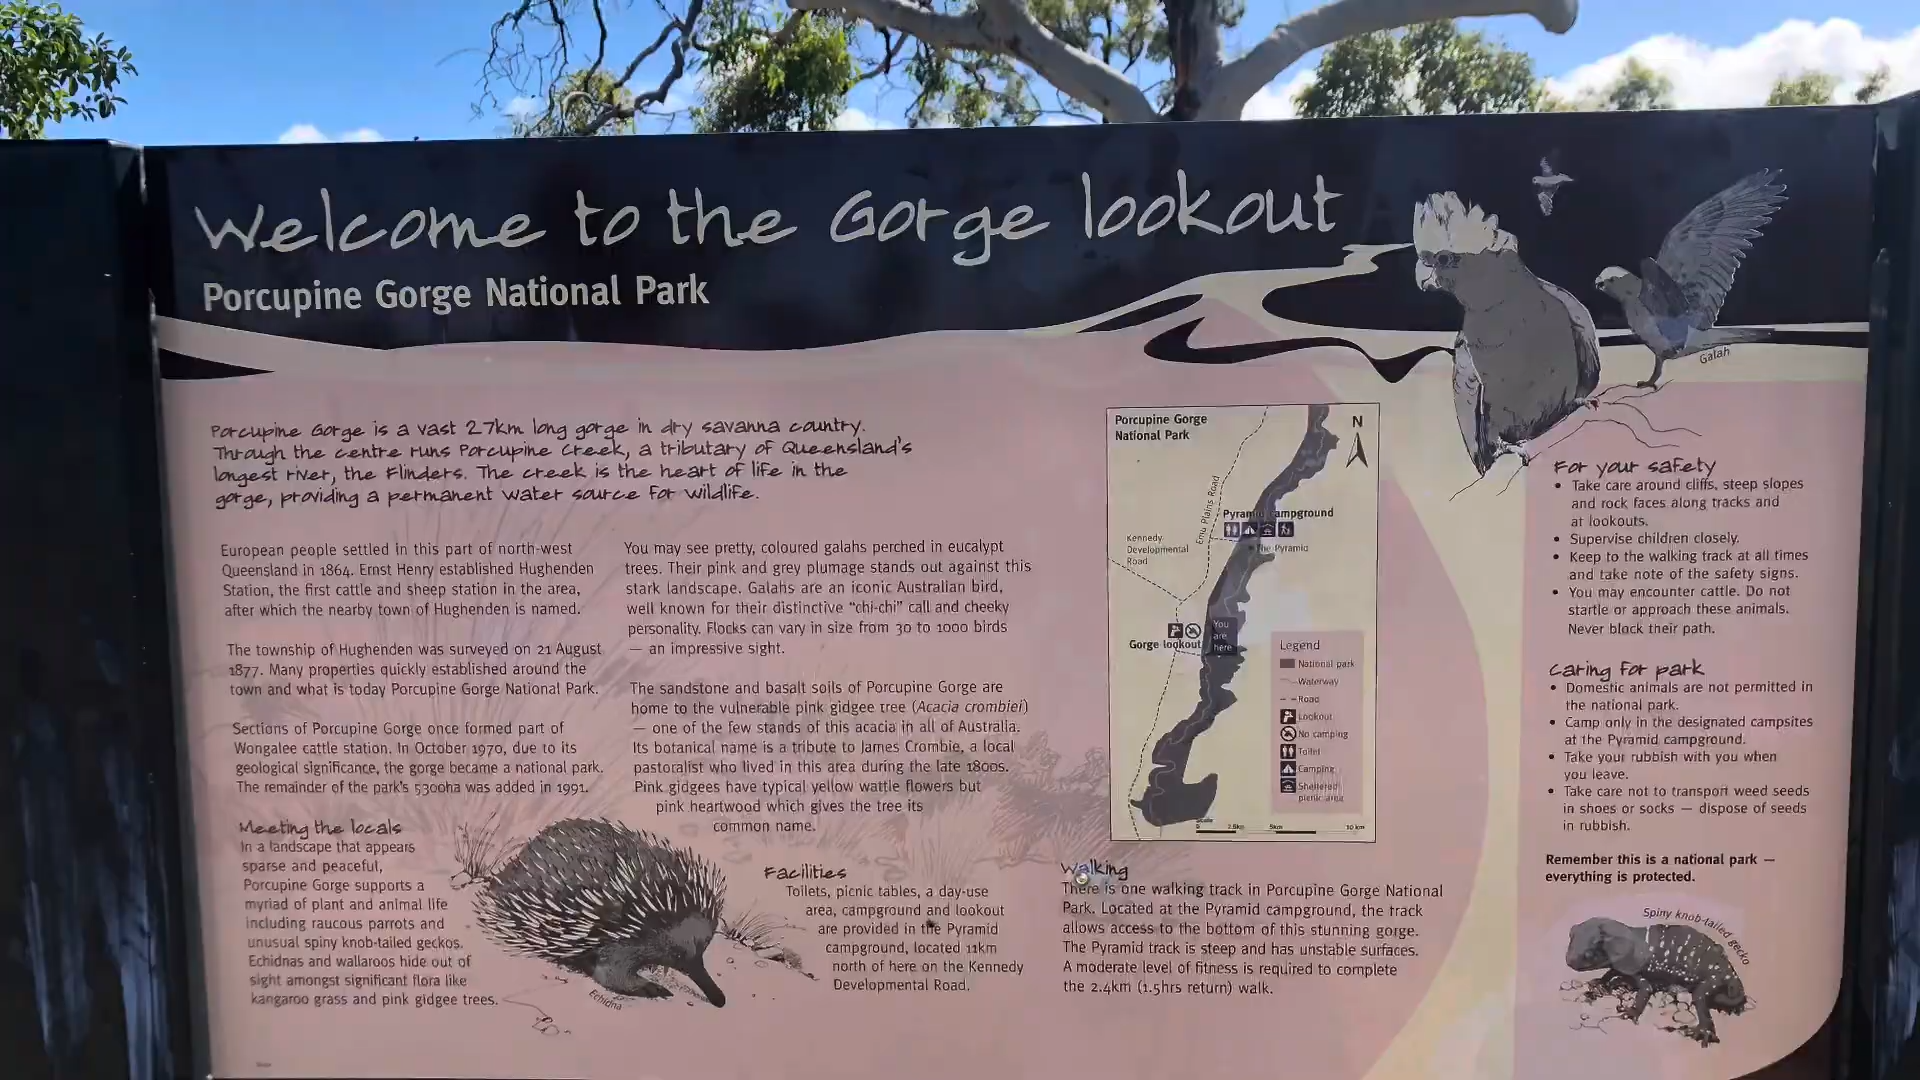 Welcome to the Gorge lookout
Porcupine Gorge National Park
Galah
Porcupine Gorge is a vast 27km long gorge in dry savanna country.
Through the centre runs Porcupine Creek, a tributary of Queensland's
longest river, the Flinders. The creek is the heart of life in the
gorge, providing a permanent water source for wildlife.
European people settled in this part of north-west
Queensland in 1864. Ernst Henry established Hughenden
Station, the first cattle and sheep station in the area,
after which the nearby town of Hughenden is named.
The township of Hughenden was surveyed on 21 August
1877. Many properties quickly established around the
town and what is today Porcupine Gorge National Park.
Sections of Porcupine Gorge once formed part of
Wongalee cattle station. In October 1970, due to its
geological significance, the gorge became a national park.
The remainder of the park's 5300ha was added in 1991.
Meeting the locals
In a landscape that appears
sparse and peaceful,
Porcupine Gorge supports a
myriad of plant and animal life
including raucous parrots and
unusual spiny knob-tailed geckos.
Echidnas and wallaroos hide out of
sight amongst significant flora like
kangaroo grass and pink gidgee trees.
Echidna
You may see pretty, coloured galahs perched in eucalypt
trees. Their pink and grey plumage stands out against this
stark landscape. Galahs are an iconic Australian bird,
well known for their distinctive "chi-chi" call and cheeky
personality. Flocks can vary in size from 30 to 1000 birds
— an impressive sight.
The sandstone and basalt soils of Porcupine Gorge are
home to the vulnerable pink gidgee tree (Acacia crombiei)
— one of the few stands of this acacia in all of Australia.
Its botanical name is a tribute to James Crombie, a local
pastoralist who lived in this area during the late 1800s.
Pink gidgees have typical yellow wattle flowers but
pink heartwood which gives the tree its
common name.
Facilities
Toilets, picnic tables, a day-use
area, campground and lookout
are provided in the Pyramid
campground, located 11km
north of here on the Kennedy
Developmental Road.
Porcupine Gorge
National Park
N
Emu Plains Road
Pyramid campground
The Pyramid
Kennedy
Developmental
Road
Gorge lookout
You
are
here
Legend
National park
Waterway
Road
Lookout
No camping
Toilet
Camping
Sheltered
picnic area
Scale
2.5km
5km
10 km
Walking
There is one walking track in Porcupine Gorge National
Park. Located at the Pyramid campground, the track
allows access to the bottom of this stunning gorge.
The Pyramid track is steep and has unstable surfaces.
A moderate level of fitness is required to complete
the 2.4km (1.5hrs return) walk.
For your safety
• Take care around cliffs, steep slopes
and rock faces along tracks and
at lookouts.
• Supervise children closely.
• Keep to the walking track at all times
and take note of the safety signs.
• You may encounter cattle. Do not
startle or approach these animals.
Never block their path.
Caring for park
• Domestic animals are not permitted in
the national park.
• Camp only in the designated campsites
at the Pyramid campground.
• Take your rubbish with you when
you leave.
• Take care not to transport weed seeds
in shoes or socks — dispose of seeds
in rubbish.
Remember this is a national park —
everything is protected.
Spiny knob-tailed gecko